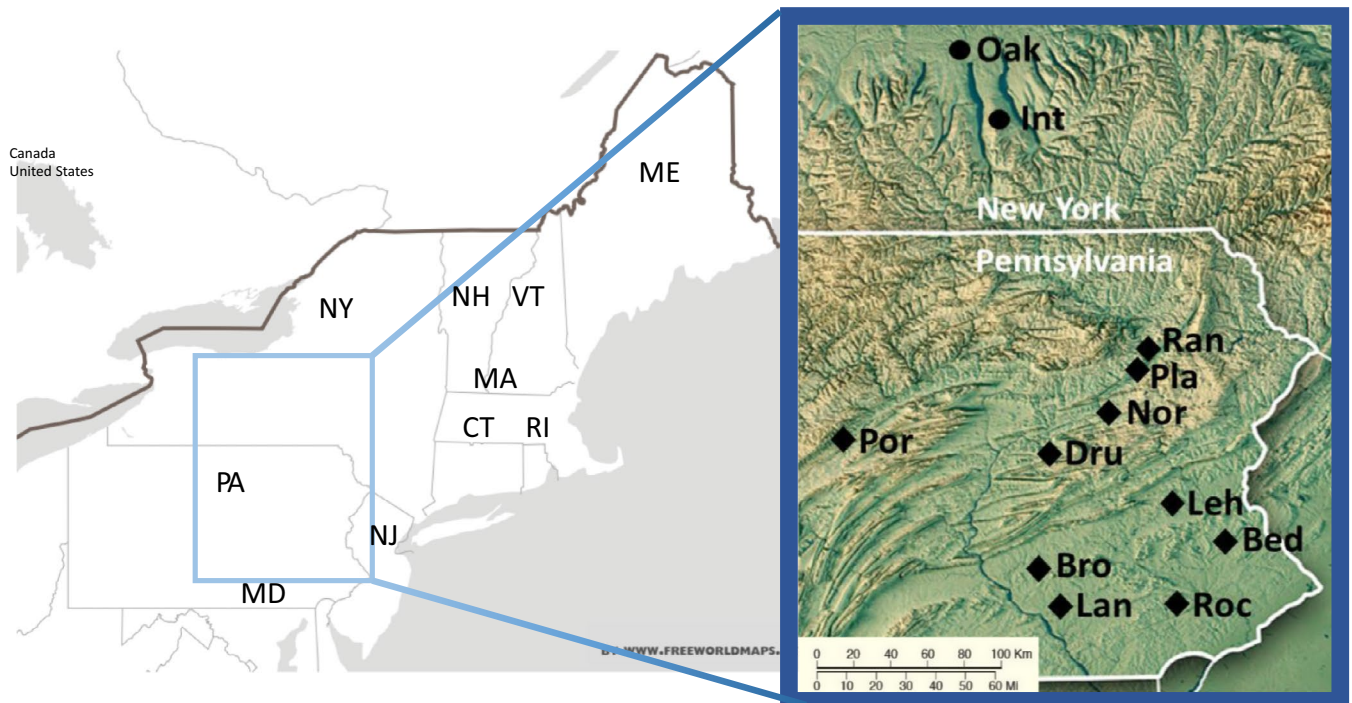 Canada
United States
ME
NY
NH
VT
MA
CT
RI
PA
NJ
MD
WWW.FREEWORLDMAPS.
Oak
Int
New York
Pennsylvania
Ran
Pla
Nor
Por
Dru
Leh
Bed
Bro
Lan
Roc
0 20 40 60 80 100 Km
0 10 20 30 40 50 60 Mi